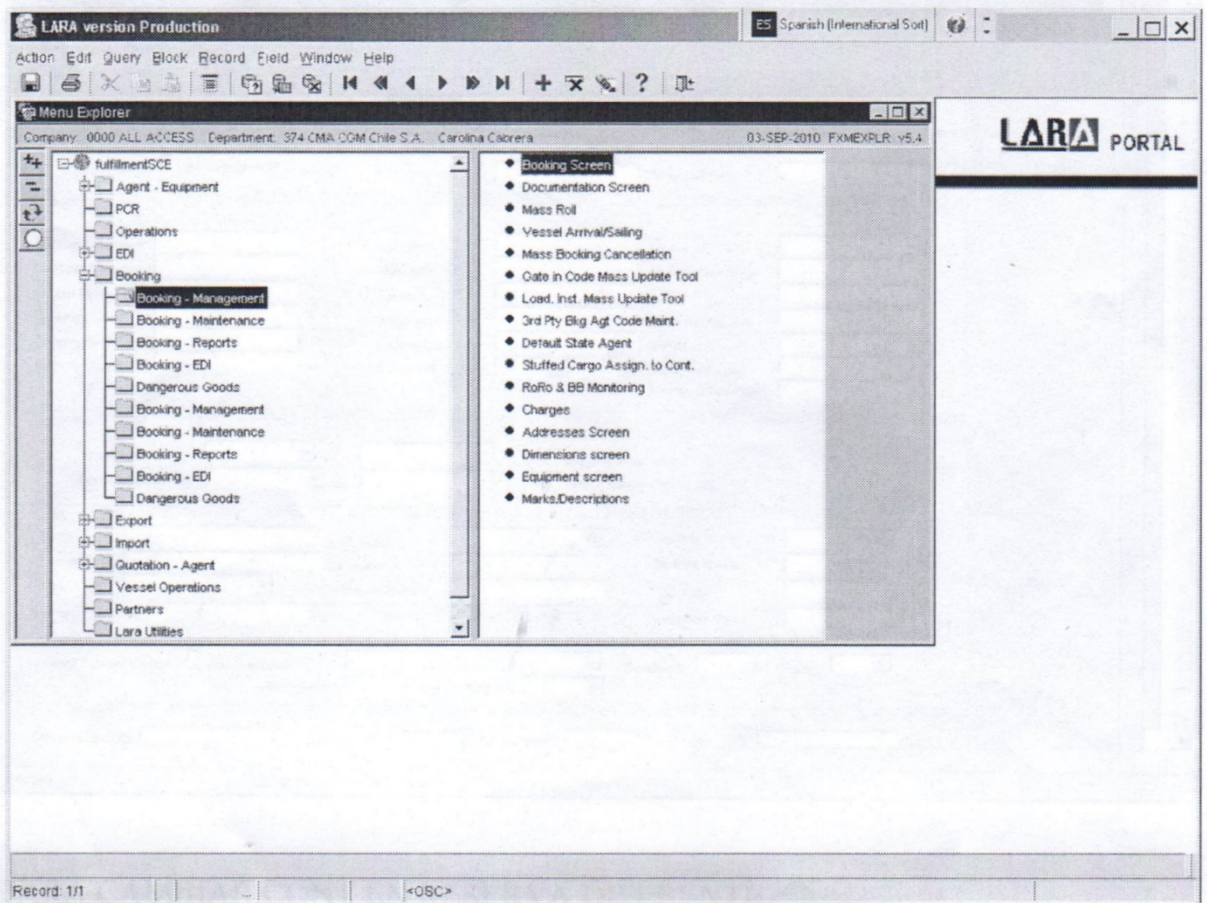 LARA version Production
ES Spanish (International Sort)
Action Edit Query Block Record Field Window Help
Menu Explorer
Company: 0000 ALL ACCESS Department: 374 CMA CGM Chile S.A. Carolina Cabrera 03-SEP-2010 FXMEXPLR v5.4
LARA PORTAL
fulfillmentSCE
Agent - Equipment
PCR
Operations
EDI
Booking
Booking - Management
Booking - Maintenance
Booking - Reports
Booking - EDI
Dangerous Goods
Booking - Management
Booking - Maintenance
Booking - Reports
Booking - EDI
Dangerous Goods
Export
Import
Quotation - Agent
Vessel Operations
Partners
Lara Utilities
Booking Screen
Documentation Screen
Mass Roll
Vessel Arrival/Sailing
Mass Booking Cancellation
Gate in Code Mass Update Tool
Load. Inst. Mass Update Tool
3rd Pty Bkg Agt Code Maint.
Default State Agent
Stuffed Cargo Assign. to Cont.
RoRo & BB Monitoring
Charges
Addresses Screen
Dimensions screen
Equipment screen
Marks/Descriptions
Record: 1/1 ... <OSC>